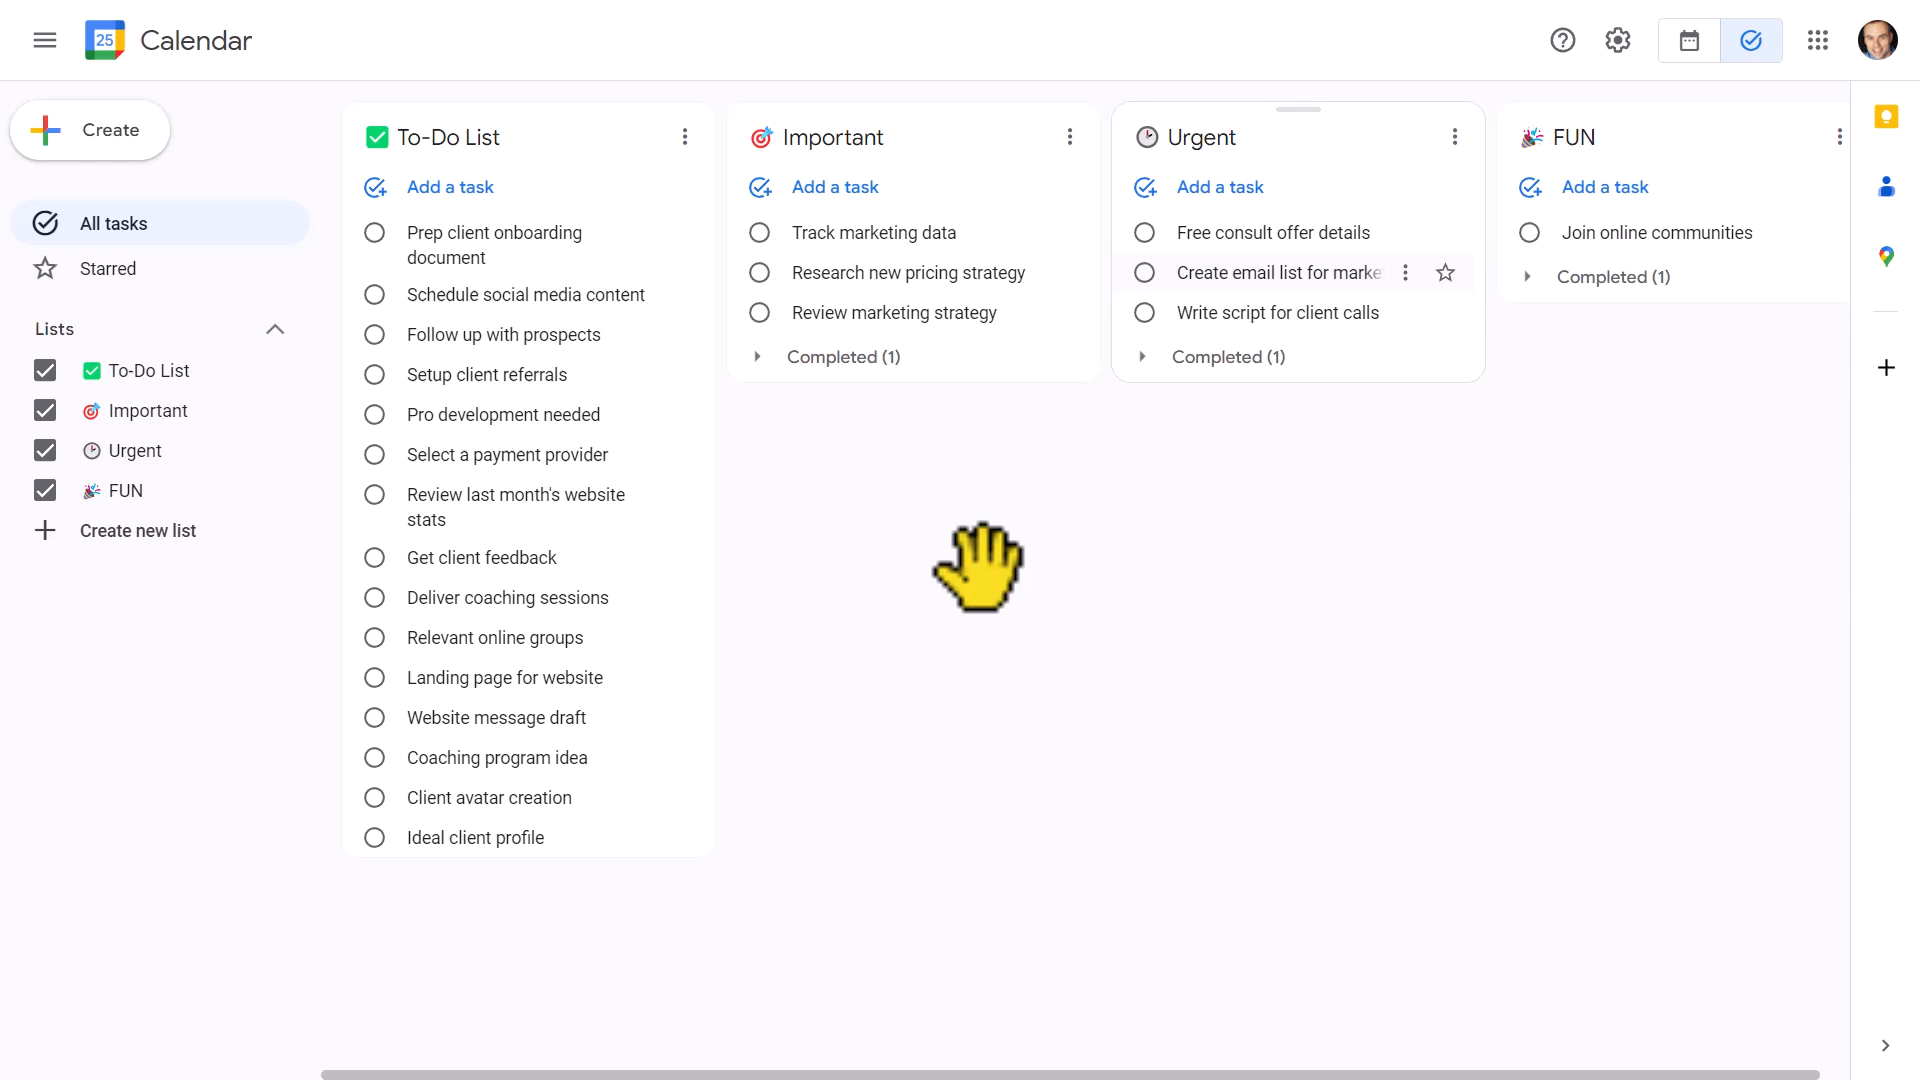 25 Calendar
Create
All tasks
Starred
Lists
To-Do List
Important
Urgent
FUN
Create new list
To-Do List
Add a task
Prep client onboarding
document
Schedule social media content
Follow up with prospects
Setup client referrals
Pro development needed
Select a payment provider
Review last month's website
stats
Get client feedback
Deliver coaching sessions
Relevant online groups
Landing page for website
Website message draft
Coaching program idea
Client avatar creation
Ideal client profile
Important
Add a task
Track marketing data
Research new pricing strategy
Review marketing strategy
Completed (1)
Urgent
Add a task
Free consult offer details
Create email list for marke
Write script for client calls
Completed (1)
FUN
Add a task
Join online communities
Completed (1)